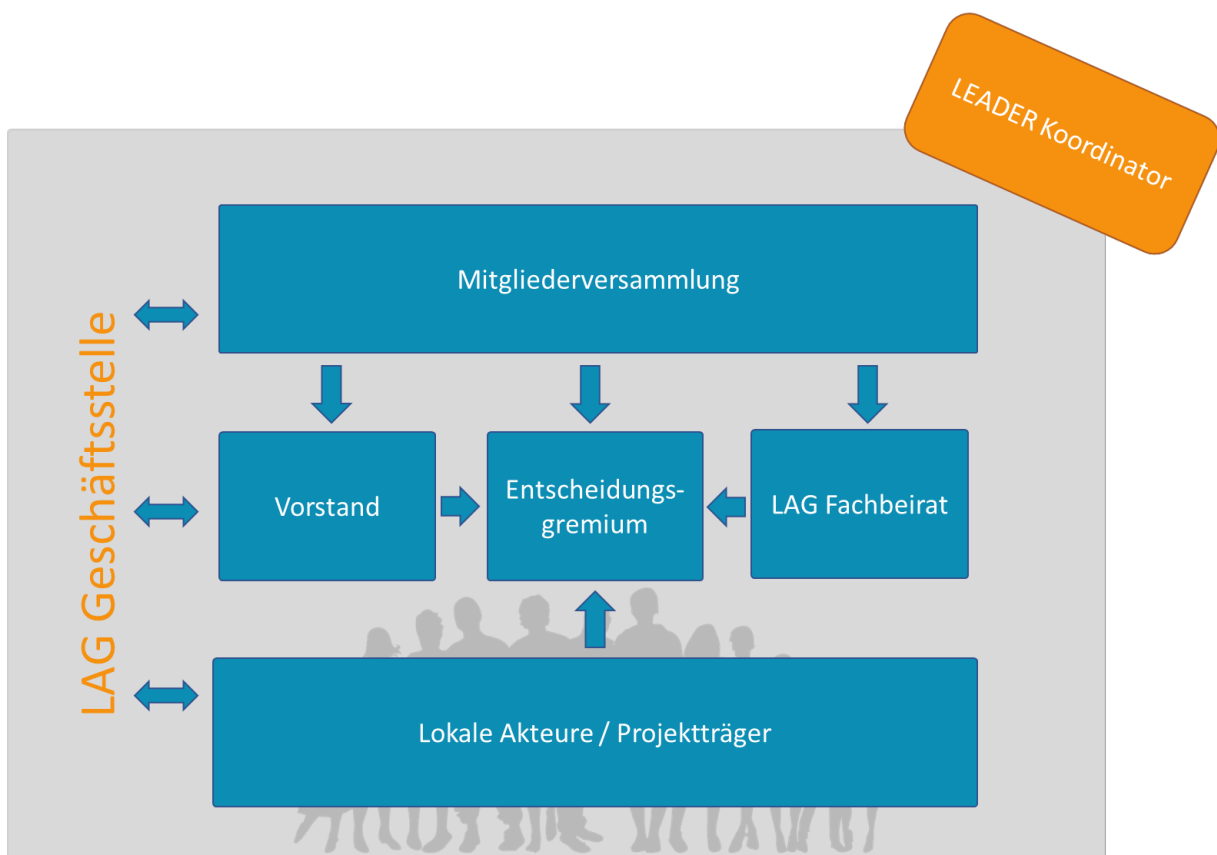 LEADER Koordinator
Mitgliederversammlung
LAG Geschäftsstelle
Vorstand
Entscheidungs-
gremium
LAG Fachbeirat
Lokale Akteure / Projektträger